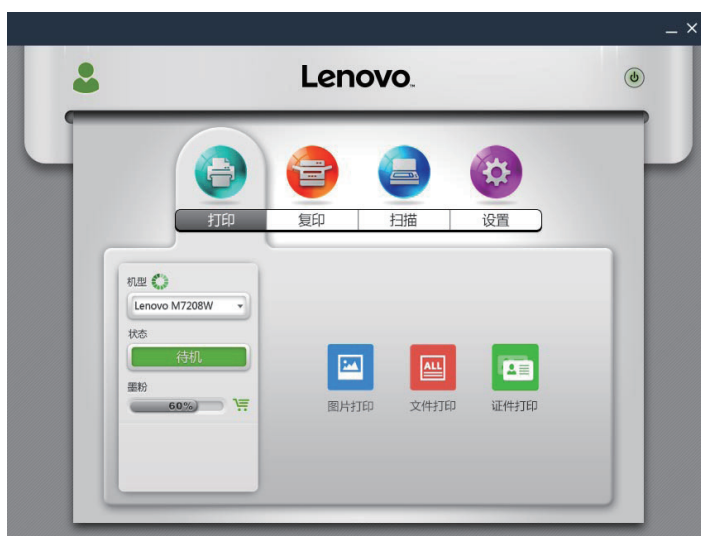 Lenovo
打印 复印 扫描 设置
机型
Lenovo M7208W
状态
待机
墨粉
60%
ALL
图片打印 文件打印 证件打印